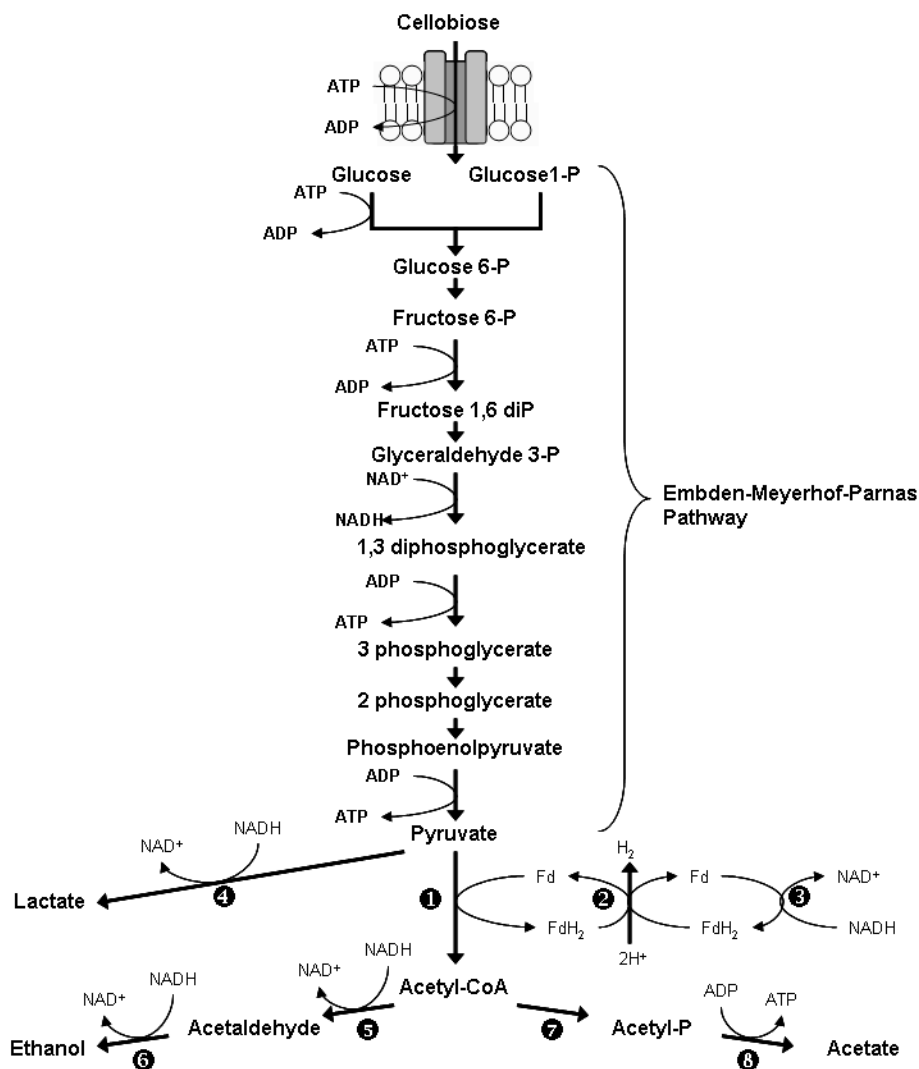 Cellobiose
ATP
ADP
Glucose
Glucose1-P
ATP
ADP
Glucose 6-P
Fructose 6-P
ATP
ADP
Fructose 1,6 diP
Glyceraldehyde 3-P
NAD+
NADH
Embden-Meyerhof-Parnas
Pathway
1,3 diphosphoglycerate
ADP
ATP
3 phosphoglycerate
2 phosphoglycerate
Phosphoenolpyruvate
ADP
ATP
Pyruvate
NADH
NAD+
4
Lactate
1
Fd
FdH2
2
H2
2H+
Fd
FdH2
3
NAD+
NADH
Acetyl-CoA
NADH
NAD+
5
Acetaldehyde
NADH
NAD+
6
Ethanol
7
Acetyl-P
ADP
ATP
8
Acetate